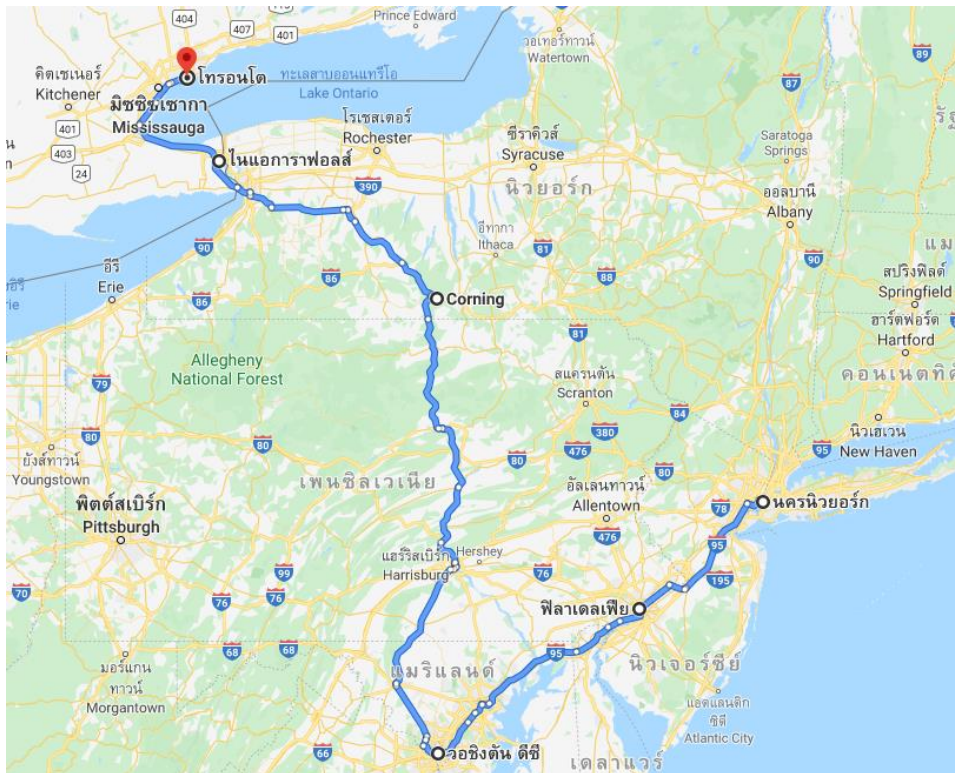 404
407
401
Prince Edward
วอเทอร์ทาวน์
Watertown
89
87
คิตเชเนอร์
Kitchener
โทรอนโต
ทะเลสาบออนแทรีโอ
Lake Ontario
มิซซิซเซากา
Mississauga
401
403
24
โรเชสเตอร์
Rochester
ซีราคิวส์
Syracuse
Saratoga
Springs
ไนแอการาฟอลส์
390
นิวยอร์ก
ออลบานี
Albany
อีทากา
Ithaca
81
90
90
อีรี
Erie
86
86
88
สปริงฟิลด์
Springfield
Corning
81
ฮาร์ตฟอร์ด
Hartford
Allegheny
National Forest
79
สแครนตัน
Scranton
84
คอนเนตทิคั
80
80
476
380
95
นิวเฮเวน
New Haven
ยังส์ทาวน์
Youngstown
80
80
เพนซิลเวเนีย
อัลเลนทาวน์
Allentown
78
นครนิวยอร์ก
พิตต์สเบิร์ก
Pittsburgh
476
95
แฮร์ริสเบิร์ก
Harrisburg
Hershey
99
76
195
70
76
76
ฟิลาเดลเฟีย
68
68
95
นิวเจอร์ซีย์
มอร์แกน
ทาวน์
Morgantown
แมริแลนด์
แอตแลนติก
ซิตี
Atlantic City
66
วอชิงตัน ดีซี
เดลาแวร์